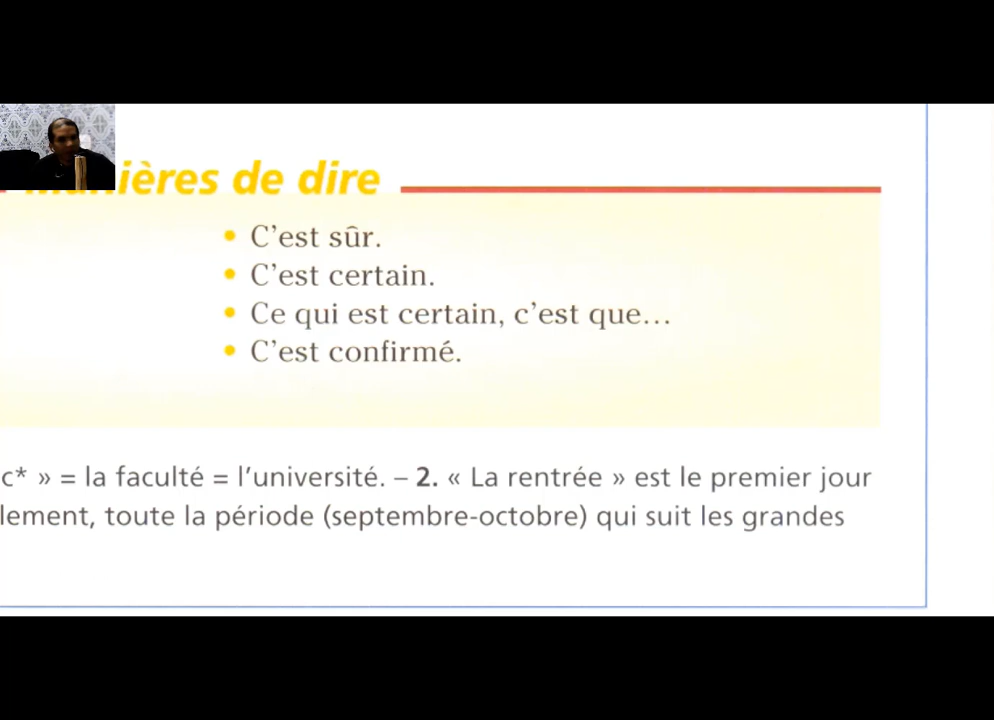 ières de dire
• C'est sûr.
• C'est certain.
• Ce qui est certain, c'est que…
• C'est confirmé.
c* » = la faculté = l'université. – 2. « La rentrée » est le premier jour
lement, toute la période (septembre-octobre) qui suit les grandes